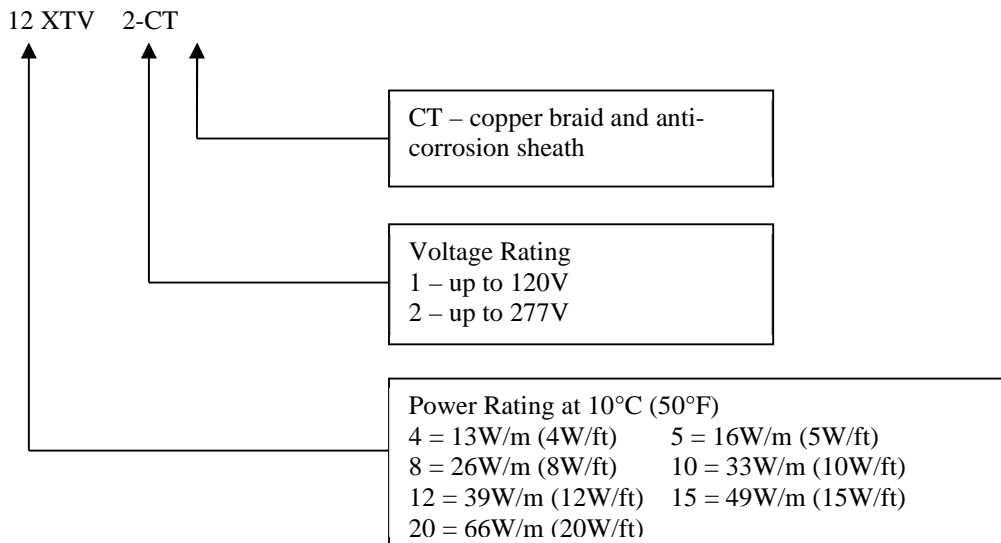 12 XTV 2-CT
CT – copper braid and anti-
corrosion sheath
Voltage Rating
1 – up to 120V
2 – up to 277V
Power Rating at 10°C (50°F)
4 = 13W/m (4W/ft) 5 = 16W/m (5W/ft)
8 = 26W/m (8W/ft) 10 = 33W/m (10W/ft)
12 = 39W/m (12W/ft) 15 = 49W/m (15W/ft)
20 = 66W/m (20W/ft)